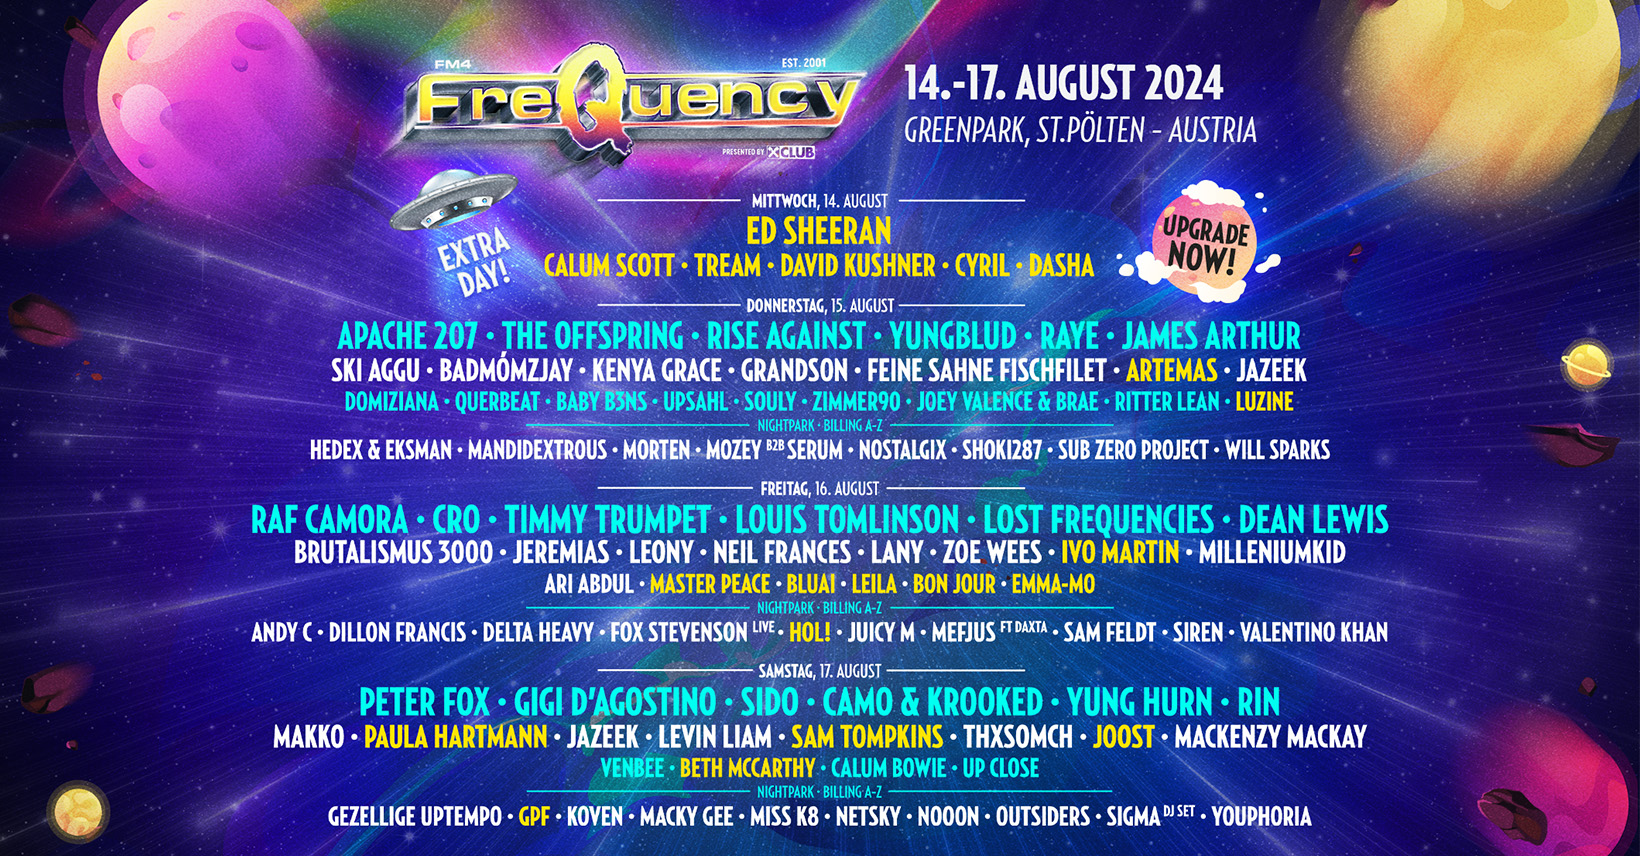 FM4
EST. 2001
FreQuency
PRESENTED BY X CLUB
14.-17. AUGUST 2024
GREENPARK, ST.PÖLTEN – AUSTRIA
EXTRA
DAY!
UPGRADE
NOW!
MITTWOCH, 14. AUGUST
ED SHEERAN
CALUM SCOTT • TREAM • DAVID KUSHNER • CYRIL • DASHA
DONNERSTAG, 15. AUGUST
APACHE 207 • THE OFFSPRING • RISE AGAINST • YUNGBLUD • RAYE • JAMES ARTHUR
SKI AGGU • BADMÓMZJAY • KENYA GRACE • GRANDSON • FEINE SAHNE FISCHFILET • ARTEMAS • JAZEEK
DOMIZIANA • QUERBEAT • BABY B3NS • UPSAHL • SOULY • ZIMMER90 • JOEY VALENCE & BRAE • RITTER LEAN • LUZINE
NIGHTPARK • BILLING A-Z
HEDEX & EKSMAN • MANDIDEXTROUS • MORTEN • MOZEY B2B SERUM • NOSTALGIX • SHOKI287 • SUB ZERO PROJECT • WILL SPARKS
FREITAG, 16. AUGUST
RAF CAMORA • CRO • TIMMY TRUMPET • LOUIS TOMLINSON • LOST FREQUENCIES • DEAN LEWIS
BRUTALISMUS 3000 • JEREMIAS • LEONY • NEIL FRANCES • LANY • ZOE WEES • IVO MARTIN • MILLENIUMKID
ARI ABDUL • MASTER PEACE • BLUAI • LEILA • BON JOUR • EMMA-MO
NIGHTPARK • BILLING A-Z
ANDY C • DILLON FRANCIS • DELTA HEAVY • FOX STEVENSON LIVE • HOL! • JUICY M • MEFJUS FT DAXTA • SAM FELDT • SIREN • VALENTINO KHAN
SAMSTAG, 17. AUGUST
PETER FOX • GIGI D'AGOSTINO • SIDO • CAMO & KROOKED • YUNG HURN • RIN
MAKKO • PAULA HARTMANN • JAZEEK • LEVIN LIAM • SAM TOMPKINS • THXSOMCH • JOOST • MACKENZY MACKAY
VENBEE • BETH MCCARTHY • CALUM BOWIE • UP CLOSE
NIGHTPARK • BILLING A-Z
GEZELLIGE UPTEMPO • GPF • KOVEN • MACKY GEE • MISS K8 • NETSKY • NOOON • OUTSIDERS • SIGMA DJ SET • YOUPHORIA